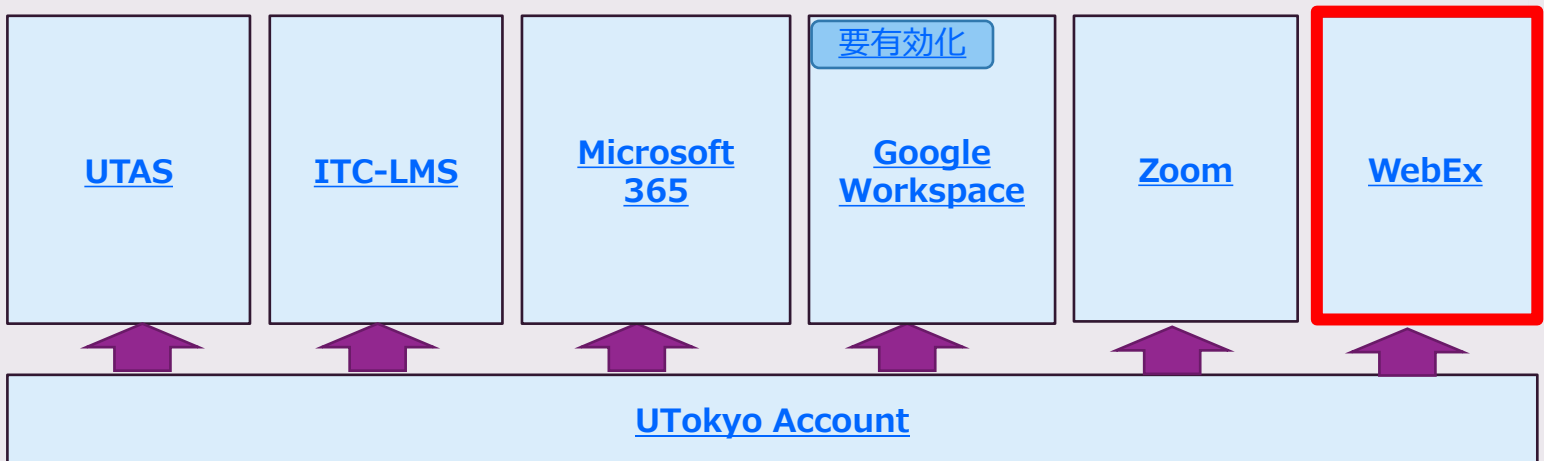 要有効化
UTAS
ITC-LMS
Microsoft
365
Google
Workspace
Zoom
WebEx
UTokyo Account